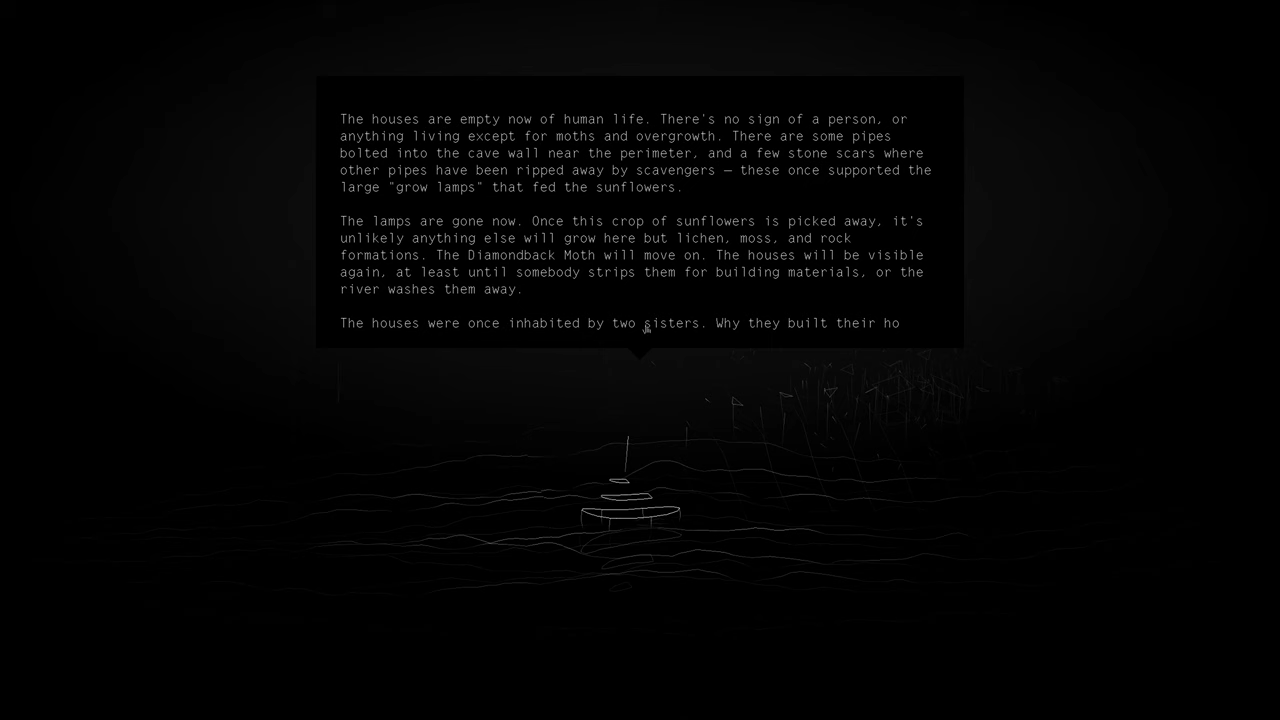 The houses are empty now of human life. There's no sign of a person, or
anything living except for moths and overgrowth. There are some pipes
bolted into the cave wall near the perimeter, and a few stone scars where
other pipes have been ripped away by scavengers — these once supported the
large "grow lamps" that fed the sunflowers.
The lamps are gone now. Once this crop of sunflowers is picked away, it's
unlikely anything else will grow here but lichen, moss, and rock
formations. The Diamondback Moth will move on. The houses will be visible
again, at least until somebody strips them for building materials, or the
river washes them away.
The houses were once inhabited by two sisters. Why they built their ho